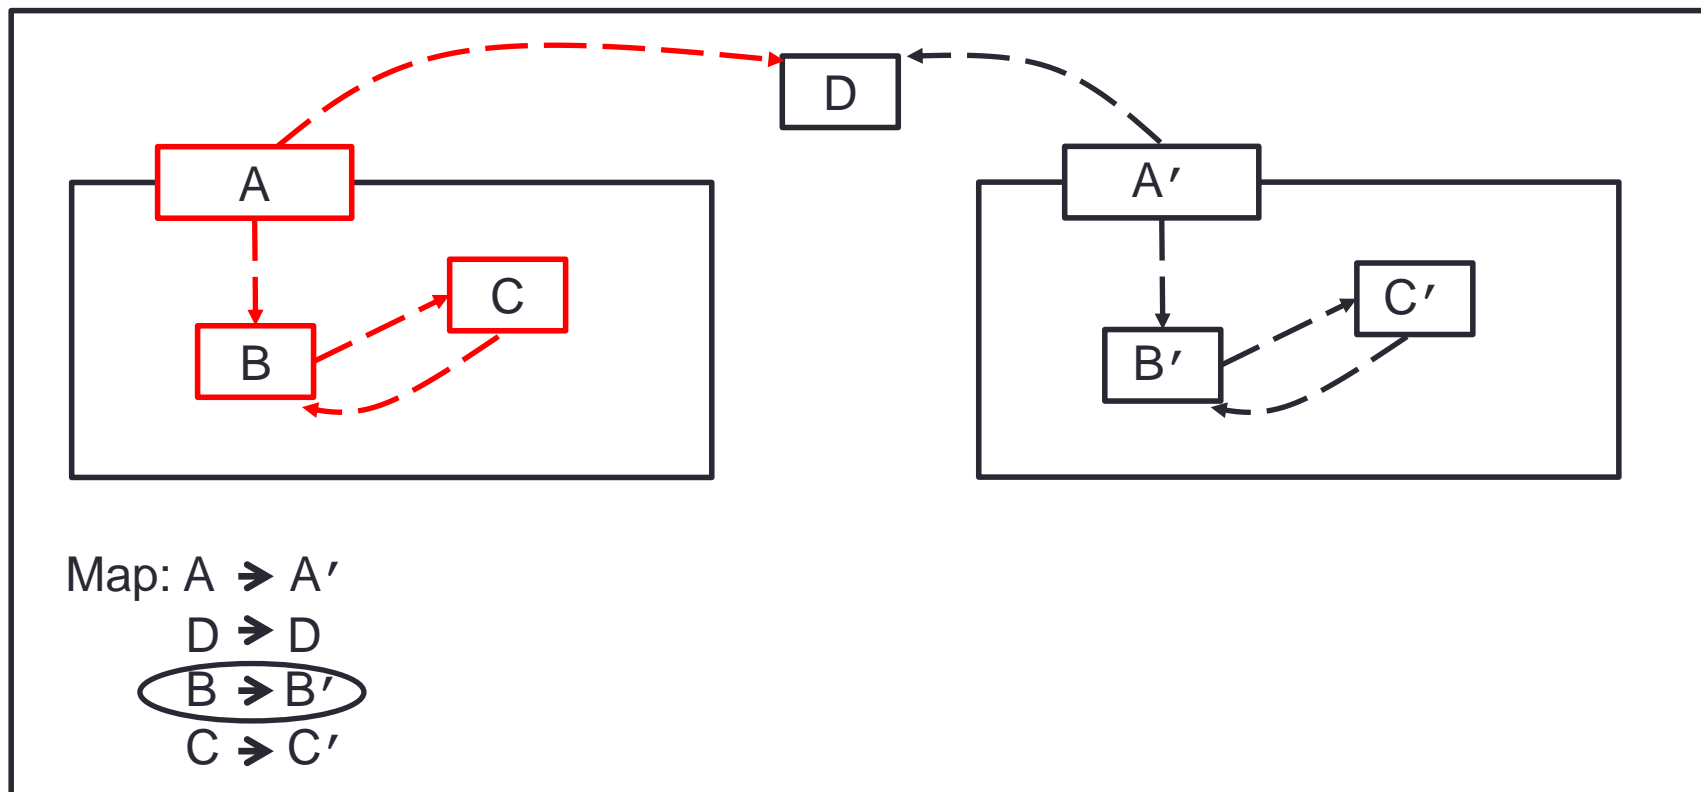 D
A
A′
C
C′
B
B′
Map: A ➔ A′
D ➔ D
B ➔ B′
C ➔ C′